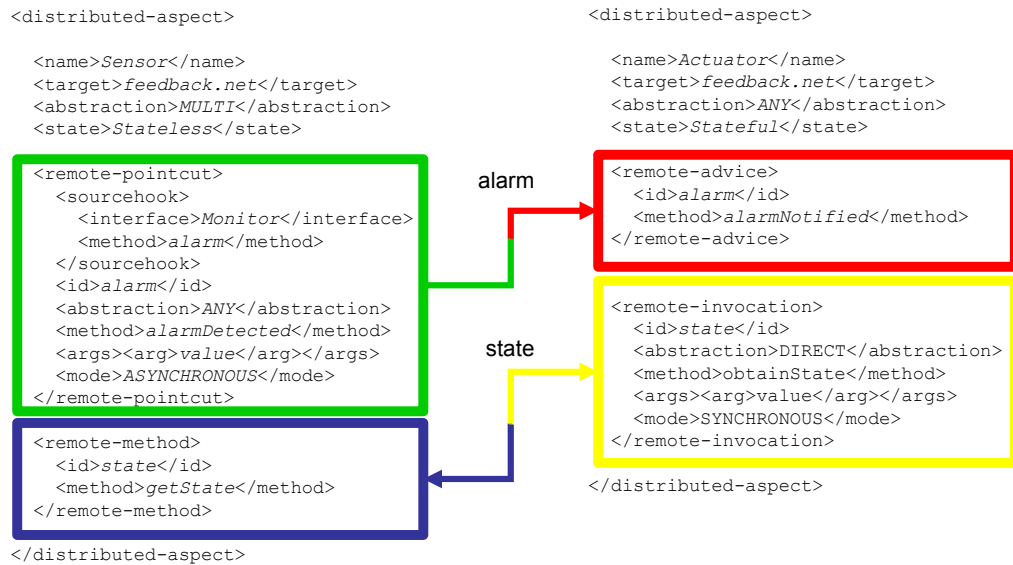 <distributed-aspect>
<name>Sensor</name>
<target>feedback.net</target>
<abstraction>MULTI</abstraction>
<state>Stateless</state>
<remote-pointcut>
<sourcehook>
<interface>Monitor</interface>
<method>alarm</method>
</sourcehook>
<id>alarm</id>
<abstraction>ANY</abstraction>
<method>alarmDetected</method>
<args><arg>value</arg></args>
<mode>ASYNCHRONOUS</mode>
</remote-pointcut>
<remote-method>
<id>state</id>
<method>getState</method>
</remote-method>
</distributed-aspect>
alarm
state
<distributed-aspect>
<name>Actuator</name>
<target>feedback.net</target>
<abstraction>ANY</abstraction>
<state>Stateful</state>
<remote-advice>
<id>alarm</id>
<method>alarmNotified</method>
</remote-advice>
<remote-invocation>
<id>state</id>
<abstraction>DIRECT</abstraction>
<method>obtainState</method>
<args><arg>value</arg></args>
<mode>SYNCHRONOUS</mode>
</remote-invocation>
</distributed-aspect>